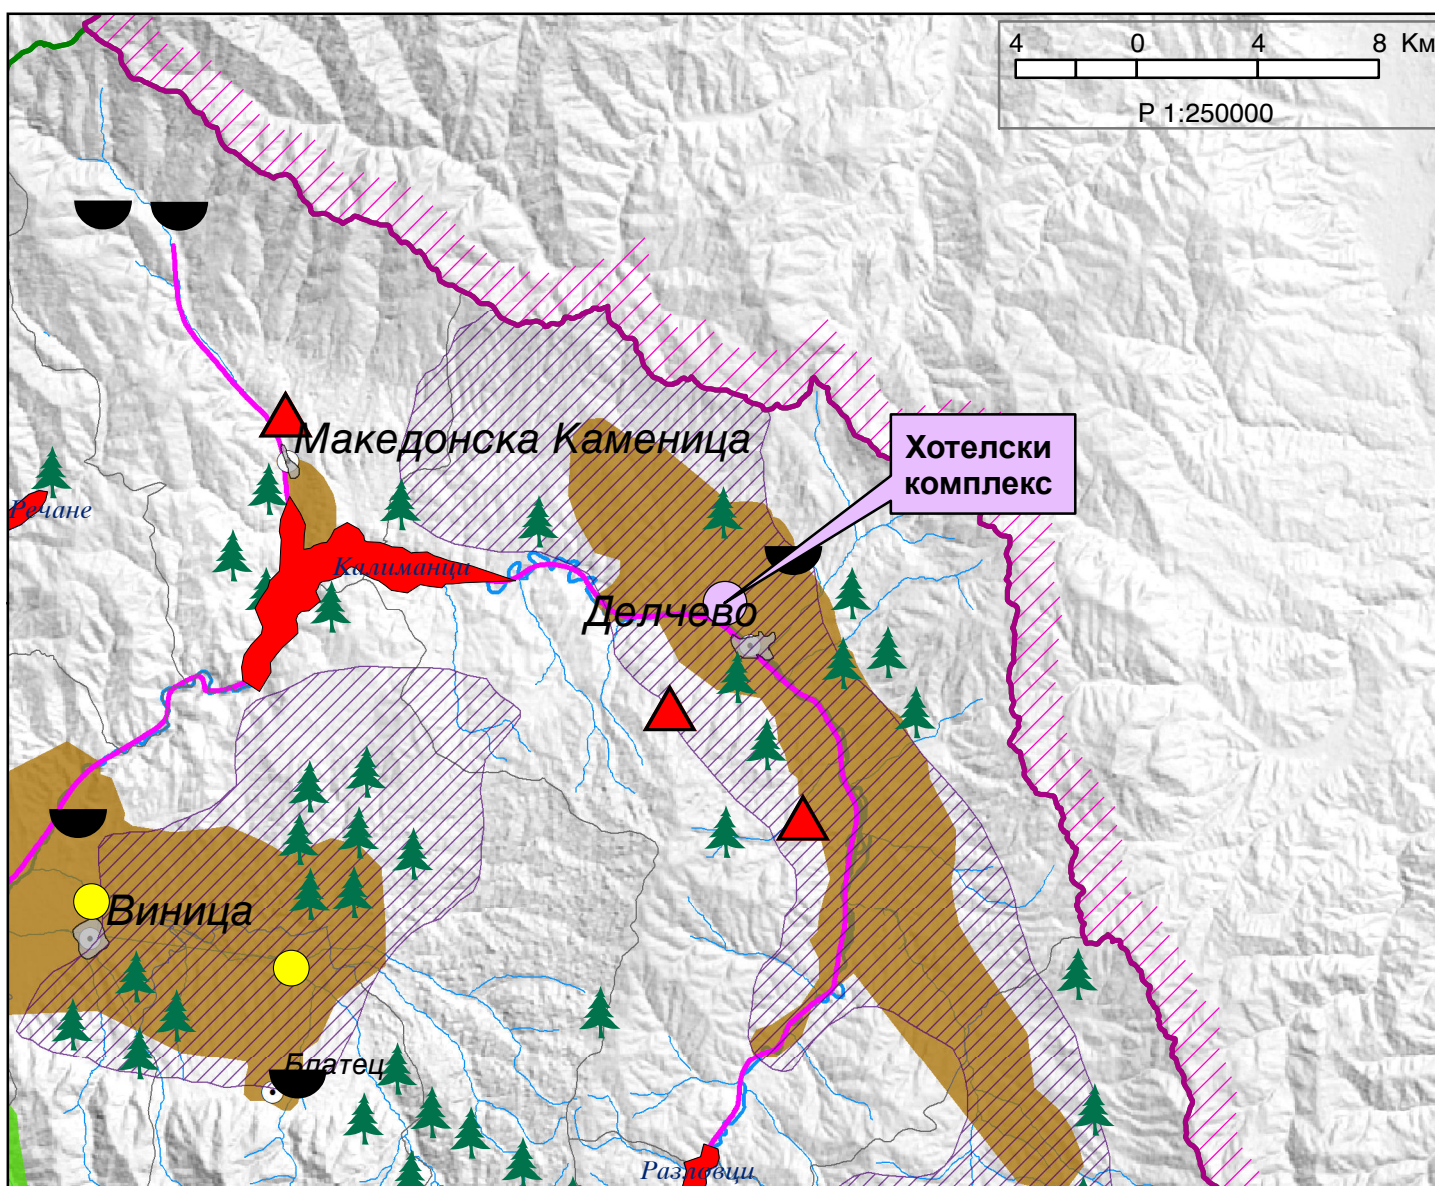 4 0 4 8 Км
Р 1:250000
Македонска Каменица
Хотелски
комплекс
Речане
Калиманци
Делчево
Виница
Блатец
Разловци